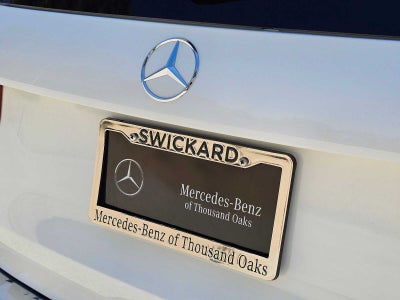 SWICKARD
Mercedes-Benz
of Thousand Oaks
Mercedes-Benz of Thousand Oaks